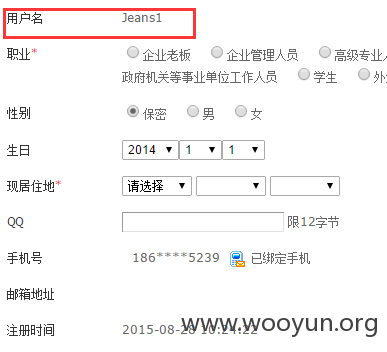 用户名 Jeans1
职业* 企业老板 企业管理人员 高级专业人
政府机关等事业单位工作人员 学生 外
性别 保密 男 女
生日 2014 1 1
现居住地* 请选择
QQ 限12字节
手机号 186****5239 已绑定手机
邮箱地址
www.wooyun.org
注册时间 2015-08-28 10:24:22